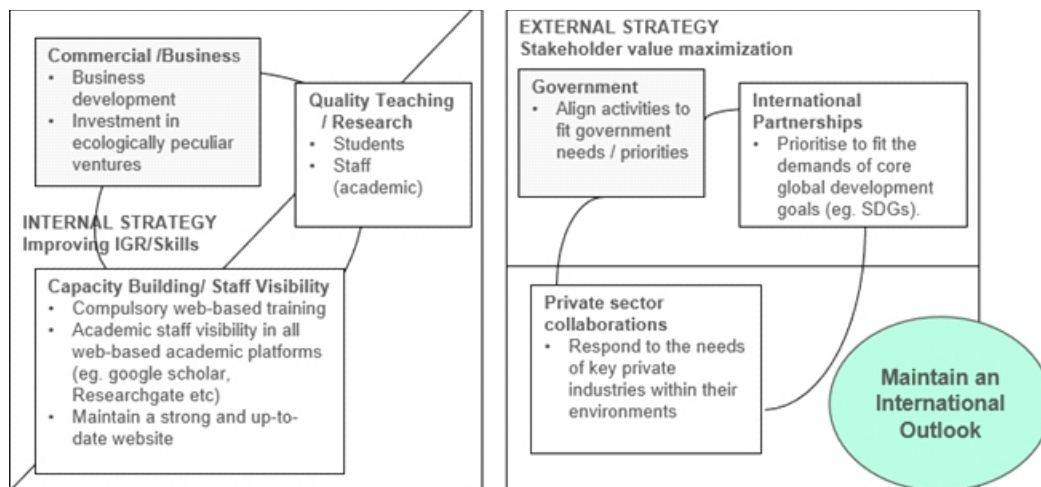 Commercial /Business
• Business
development
• Investment in
ecologically peculiar
ventures
Quality Teaching
/ Research
• Students
• Staff
(academic)
INTERNAL STRATEGY
Improving IGR/Skills
Capacity Building/ Staff Visibility
• Compulsory web-based training
• Academic staff visibility in all
web-based academic platforms
(eg. google scholar,
Researchgate etc)
• Maintain a strong and up-to-
date website
EXTERNAL STRATEGY
Stakeholder value maximization
Government
• Align activities to
fit government
needs / priorities
International
Partnerships
• Prioritise to fit the
demands of core
global development
goals (eg. SDGs).
Private sector
collaborations
• Respond to the needs
of key private
industries within their
environments
Maintain an
International
Outlook